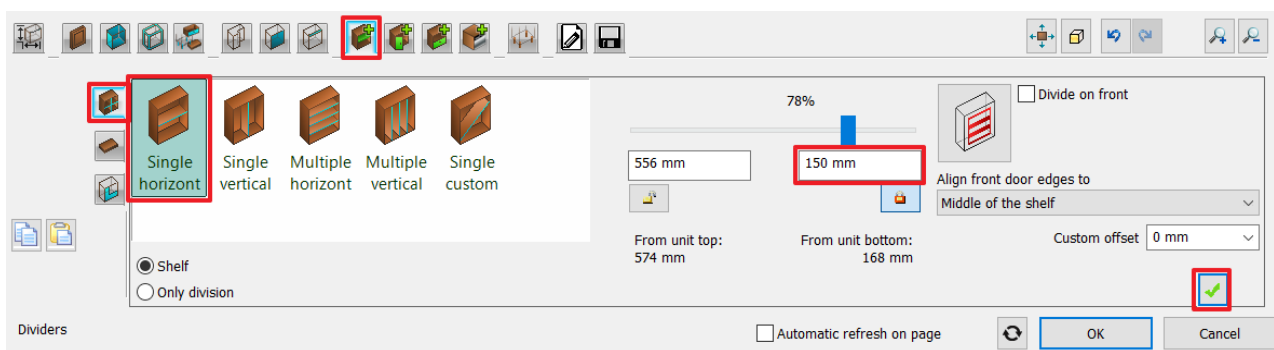 78%
Divide on front
Single
horizont
Single
vertical
Multiple
horizont
Multiple
vertical
Single
custom
556 mm
150 mm
Align front door edges to
Middle of the shelf
From unit top:
574 mm
From unit bottom:
168 mm
Custom offset 0 mm
Shelf
Only division
Dividers
Automatic refresh on page
OK
Cancel